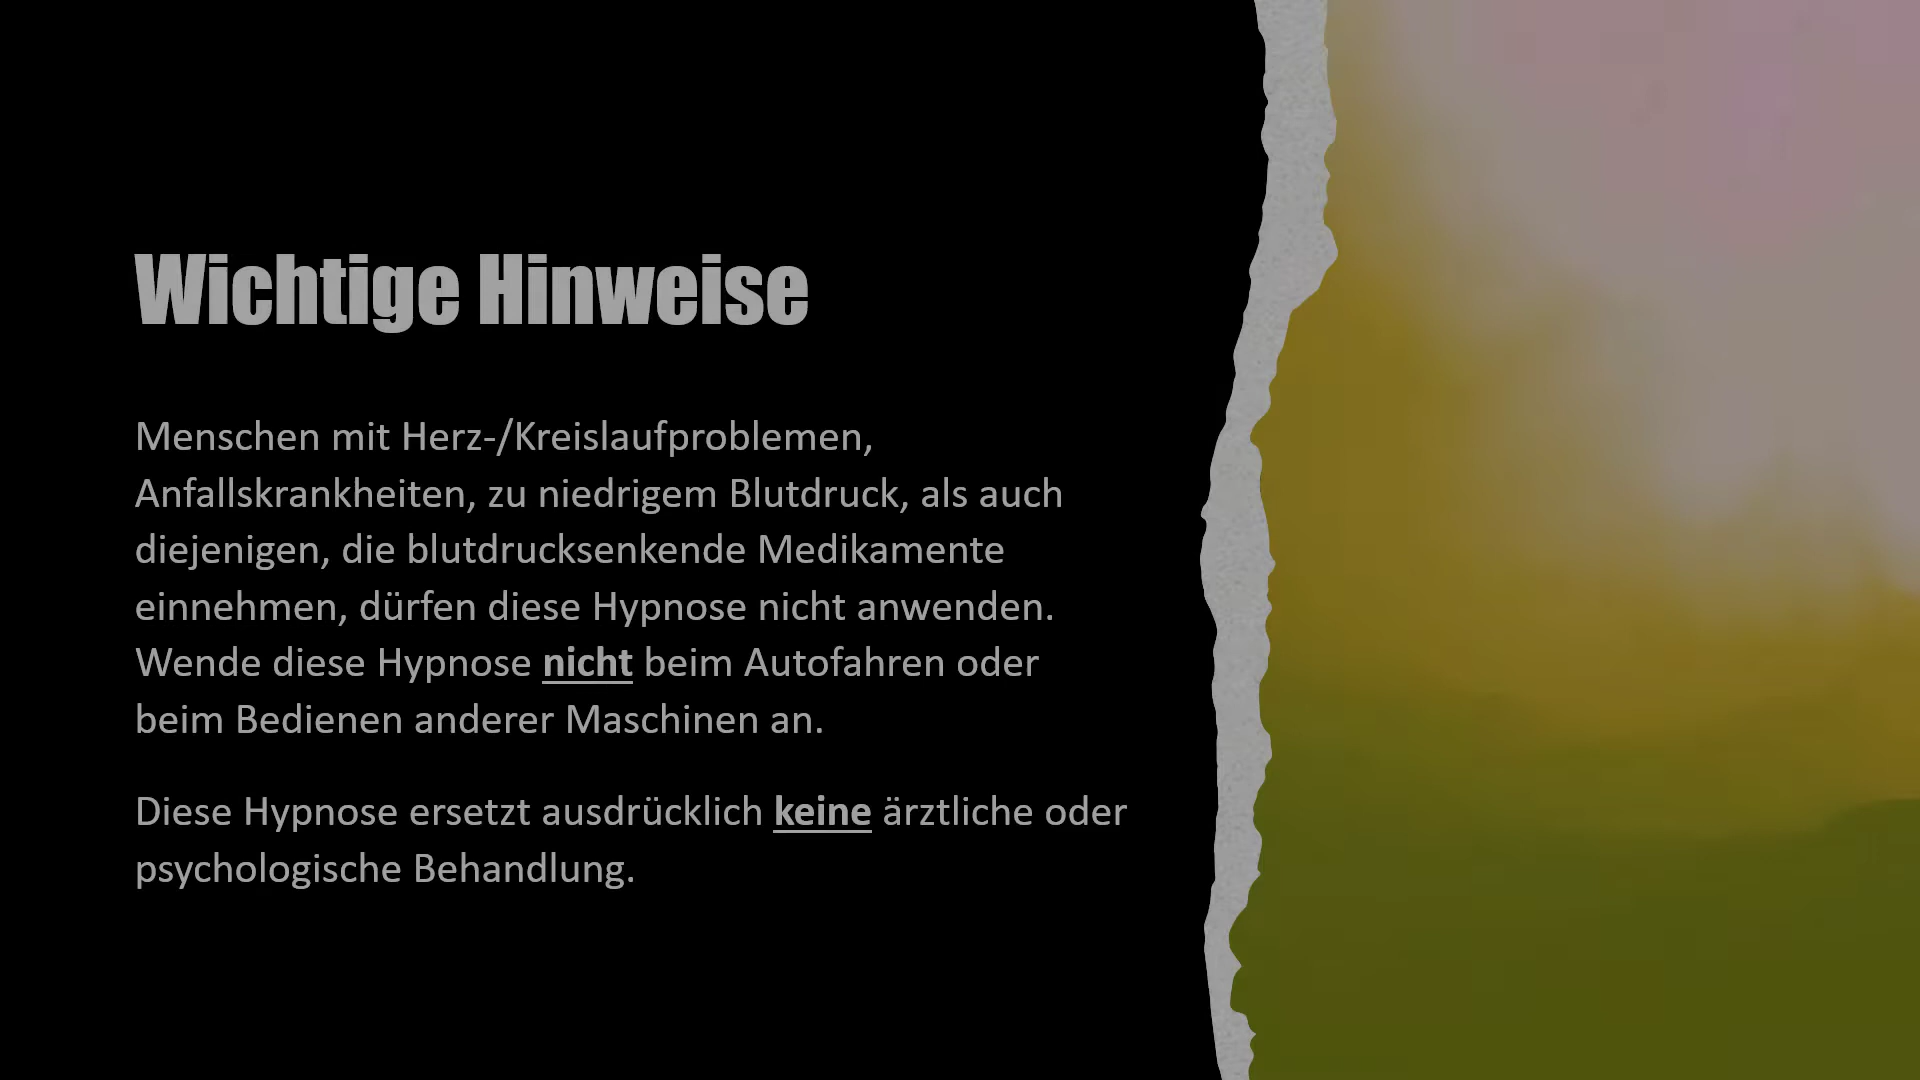 Wichtige Hinweise
Menschen mit Herz-/Kreislaufproblemen,
Anfallskrankheiten, zu niedrigem Blutdruck, als auch
diejenigen, die blutdrucksenkende Medikamente
einnehmen, dürfen diese Hypnose nicht anwenden.
Wende diese Hypnose nicht beim Autofahren oder
beim Bedienen anderer Maschinen an.
Diese Hypnose ersetzt ausdrücklich keine ärztliche oder
psychologische Behandlung.